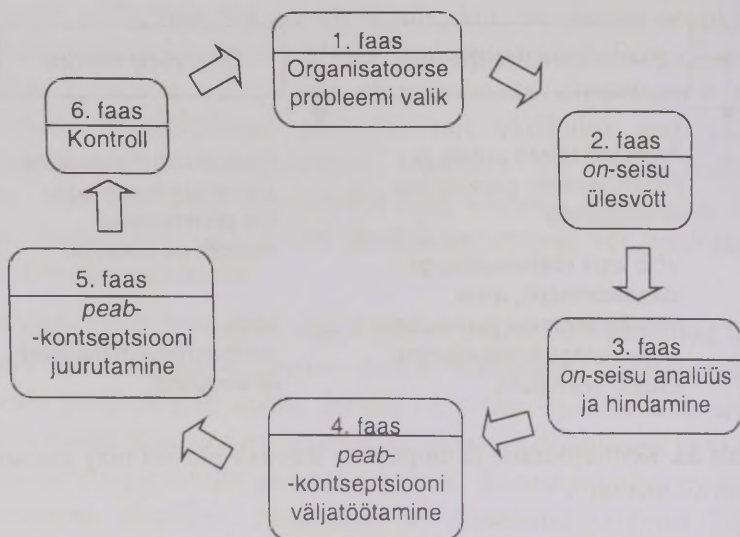 1. faas
Organisatoorse
probleemi valik
2. faas
on-seisu
ülesvõtt
3. faas
on-seisu analüüs
ja hindamine
4. faas
peab-
-kontseptsiooni
väljatöötamine
5. faas
peab-
-kontseptsiooni
juurutamine
6. faas
Kontroll